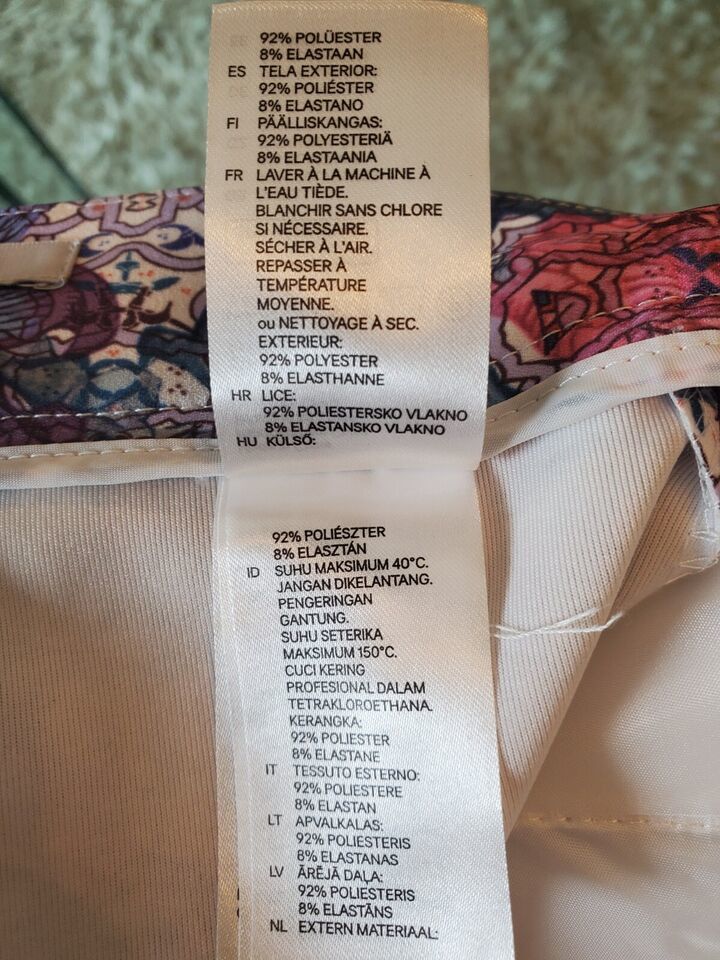 92% POLÜESTER
8% ELASTAAN
ES TELA EXTERIOR:
92% POLIÉSTER
8% ELASTANO
FI PÄÄLLISKANGAS:
92% POLYESTERIÄ
8% ELASTAANIA
FR LAVER À LA MACHINE À
L'EAU TIÈDE.
BLANCHIR SANS CHLORE
SI NÉCESSAIRE.
SÉCHER À L'AIR.
REPASSER À
TEMPÉRATURE
MOYENNE.
ou NETTOYAGE À SEC.
EXTERIEUR:
92% POLYESTER
8% ELASTHANNE
HR LICE:
92% POLIESTERSKO VLAKNO
8% ELASTANSKO VLAKNO
HU KÜLSŐ:
92% POLIÉSZTER
8% ELASZTÁN
ID SUHU MAKSIMUM 40°C.
JANGAN DIKELANTANG.
PENGERINGAN
GANTUNG.
SUHU SETERIKA
MAKSIMUM 150°C.
CUCI KERING
PROFESIONAL DALAM
TETRAKLOROETHANA.
KERANGKA:
92% POLIESTER
8% ELASTANE
IT TESSUTO ESTERNO:
92% POLIESTERE
8% ELASTAN
LT APVALKALAS:
92% POLIESTERIS
8% ELASTANAS
LV ĀRĒJĀ DAĻA:
92% POLIESTERIS
8% ELASTĀNS
NL EXTERN MATERIAAL: